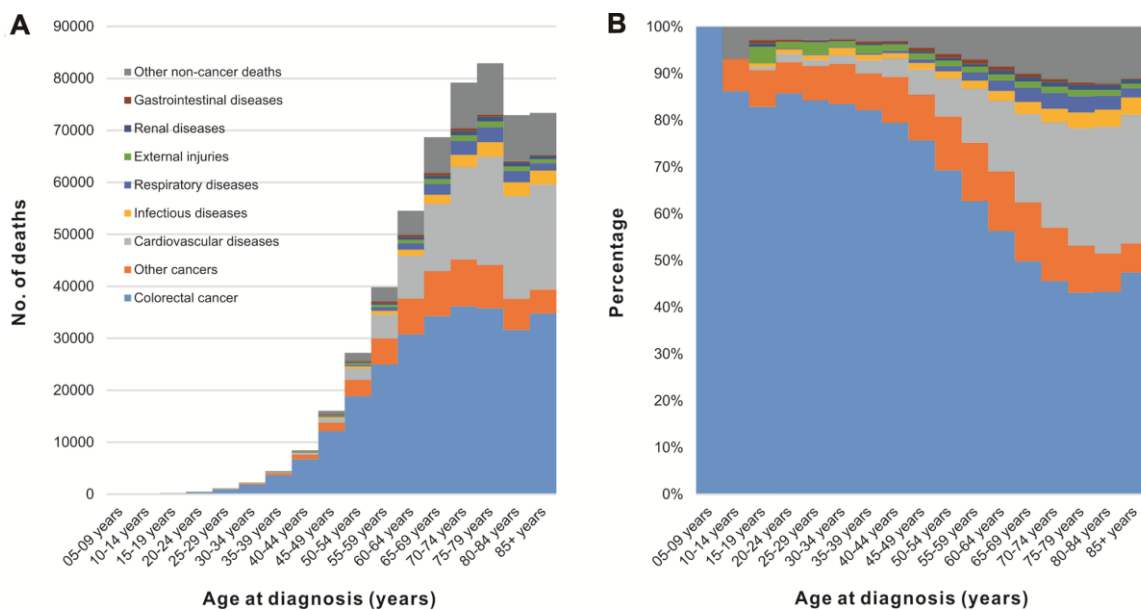 A
No. of deaths
90000
80000
70000
60000
50000
40000
30000
20000
10000
0
Other non-cancer deaths
Gastrointestinal diseases
Renal diseases
External injuries
Respiratory diseases
Infectious diseases
Cardiovascular diseases
Other cancers
Colorectal cancer
05-09 years
10-14 years
15-19 years
20-24 years
25-29 years
30-34 years
35-39 years
40-44 years
45-49 years
50-54 years
55-59 years
60-64 years
65-69 years
70-74 years
75-79 years
80-84 years
85+ years
Age at diagnosis (years)
B
Percentage
100%
90%
80%
70%
60%
50%
40%
30%
20%
10%
0%
05-09 years
10-14 years
15-19 years
20-24 years
25-29 years
30-34 years
35-39 years
40-44 years
45-49 years
50-54 years
55-59 years
60-64 years
65-69 years
70-74 years
75-79 years
80-84 years
85+ years
Age at diagnosis (years)